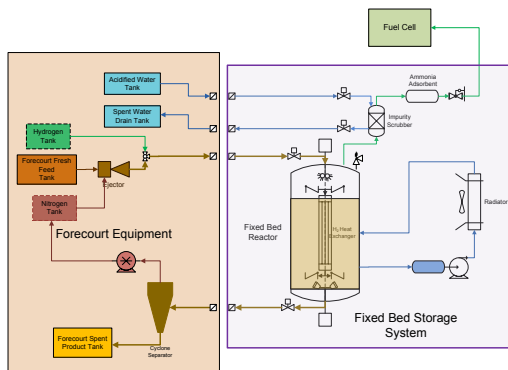 Fuel Cell
Acidified Water
Tank
Ammonia
Adsorbent
Spent Water
Drain Tank
Impurity
Scrubber
Hydrogen
Tank
Forecourt Fresh
Feed
Tank
Ejector
Nitrogen
Tank
Forecourt Equipment
Fixed Bed
Reactor
H2 Heat
Exchanger
Radiator
Fixed Bed Storage
System
Forecourt Spent
Product Tank
Cyclone
Separator